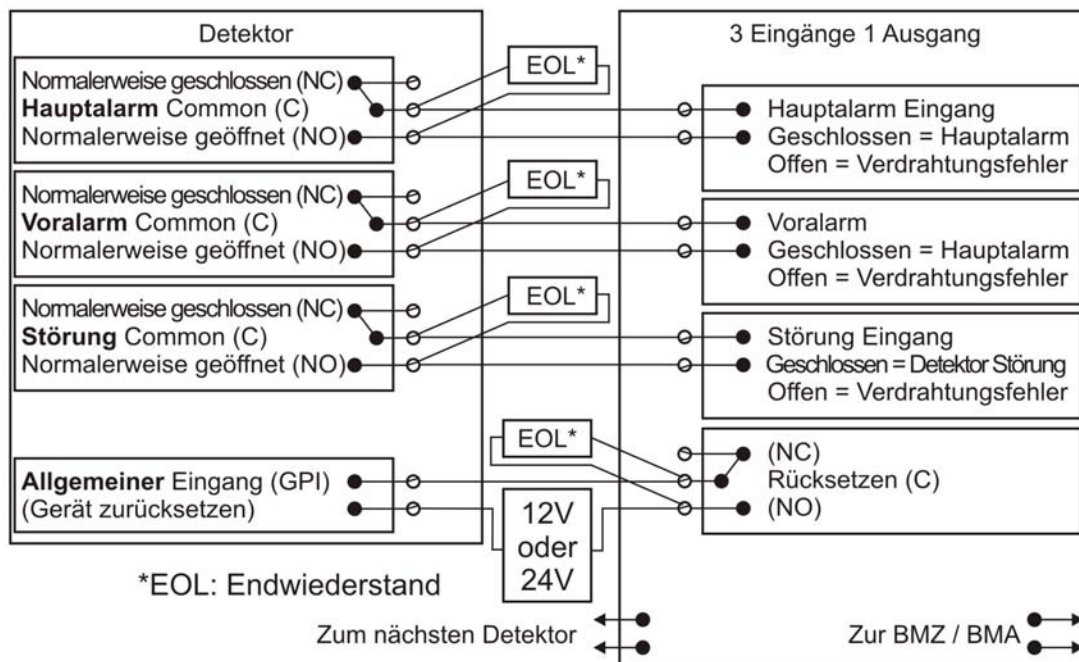 Detektor
Normalerweise geschlossen (NC)
Hauptalarm Common (C)
Normalerweise geöffnet (NO)
Normalerweise geschlossen (NC)
Voralarm Common (C)
Normalerweise geöffnet (NO)
Normalerweise geschlossen (NC)
Störung Common (C)
Normalerweise geöffnet (NO)
Allgemeiner Eingang (GPI)
(Gerät zurücksetzen)
EOL*
EOL*
EOL*
EOL*
12V
oder
24V
3 Eingänge 1 Ausgang
Hauptalarm Eingang
Geschlossen = Hauptalarm
Offen = Verdrahtungsfehler
Voralarm
Geschlossen = Hauptalarm
Offen = Verdrahtungsfehler
Störung Eingang
Geschlossen = Detektor Störung
Offen = Verdrahtungsfehler
(NC)
Rücksetzen (C)
(NO)
*EOL: Endwiederstand
Zum nächsten Detektor
Zur BMZ / BMA